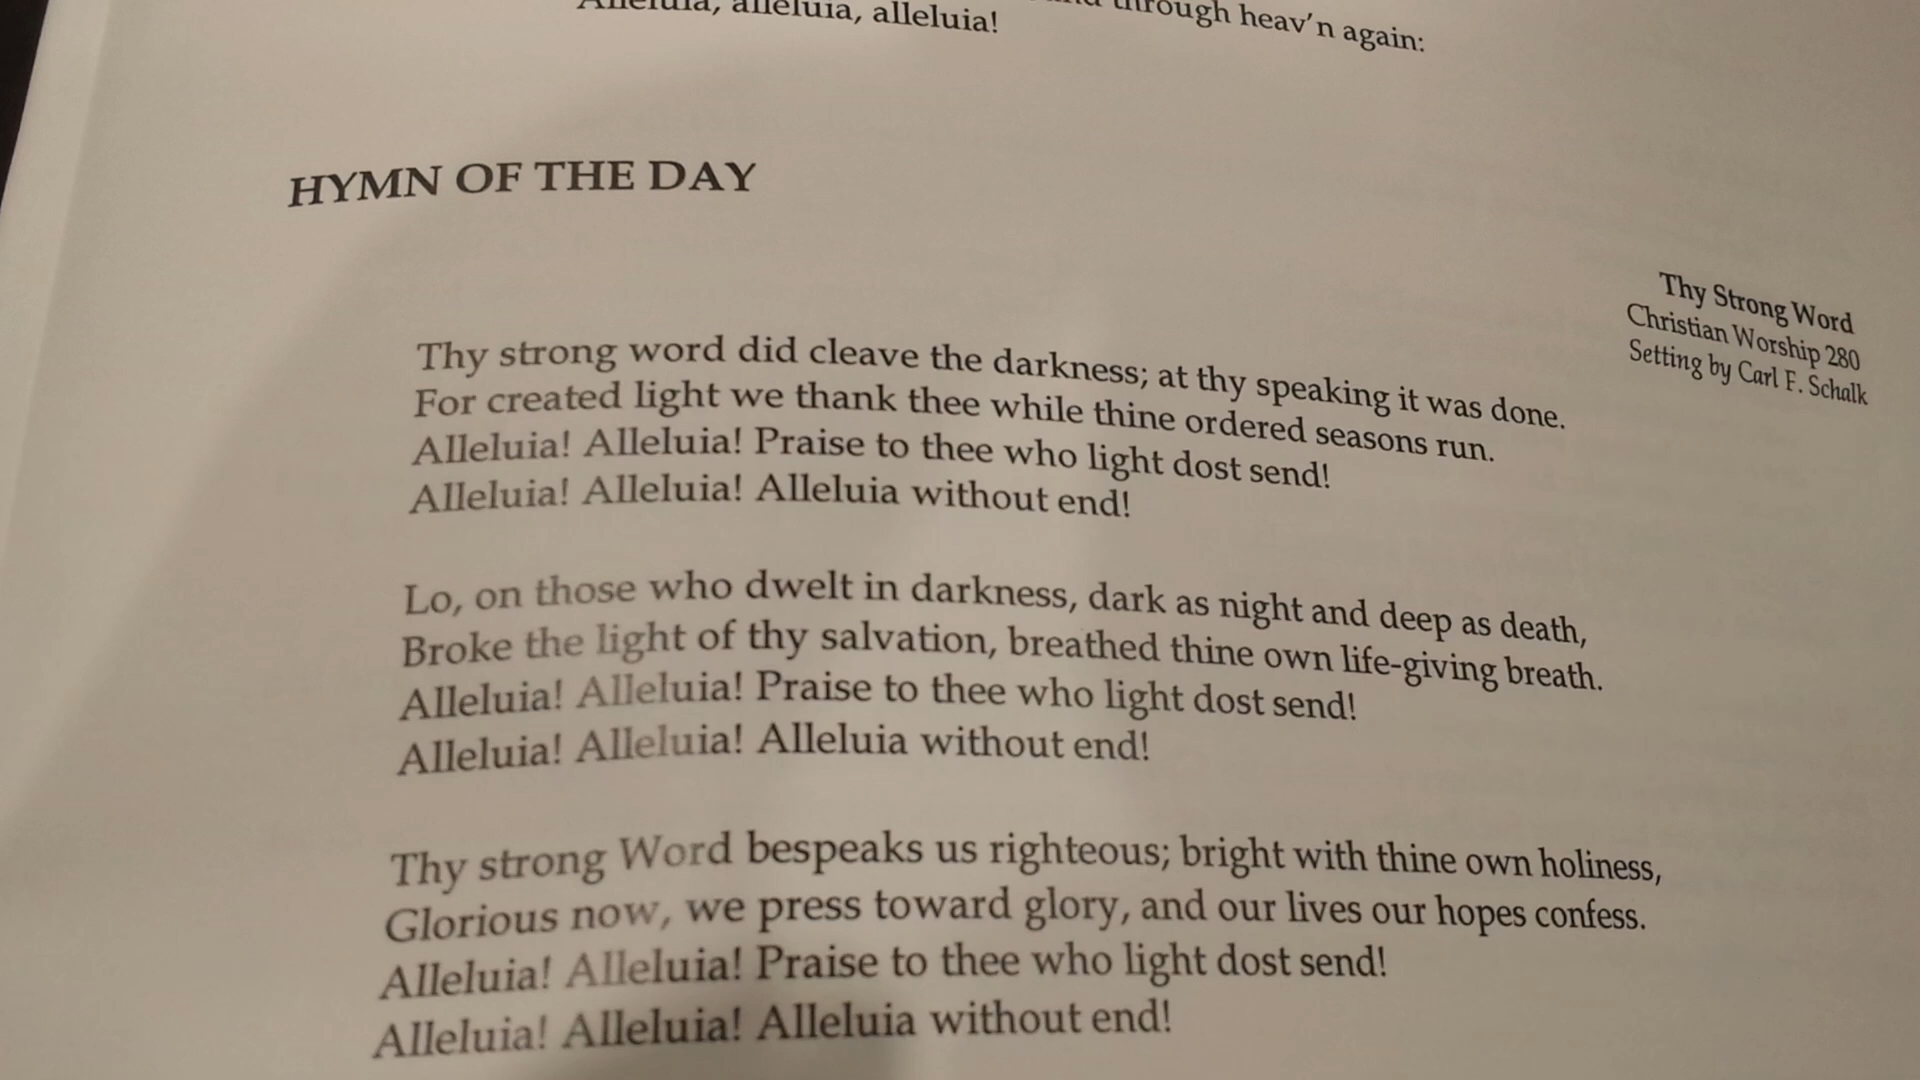 Alleluia, alleluia, alleluia!
through heav'n again:
HYMN OF THE DAY
Thy Strong Word
Christian Worship 280
Setting by Carl F. Schalk
Thy strong word did cleave the darkness; at thy speaking it was done.
For created light we thank thee while thine ordered seasons run.
Alleluia! Alleluia! Praise to thee who light dost send!
Alleluia! Alleluia! Alleluia without end!
Lo, on those who dwelt in darkness, dark as night and deep as death,
Broke the light of thy salvation, breathed thine own life-giving breath.
Alleluia! Alleluia! Praise to thee who light dost send!
Alleluia! Alleluia! Alleluia without end!
Thy strong Word bespeaks us righteous; bright with thine own holiness,
Glorious now, we press toward glory, and our lives our hopes confess.
Alleluia! Alleluia! Praise to thee who light dost send!
Alleluia! Alleluia! Alleluia without end!